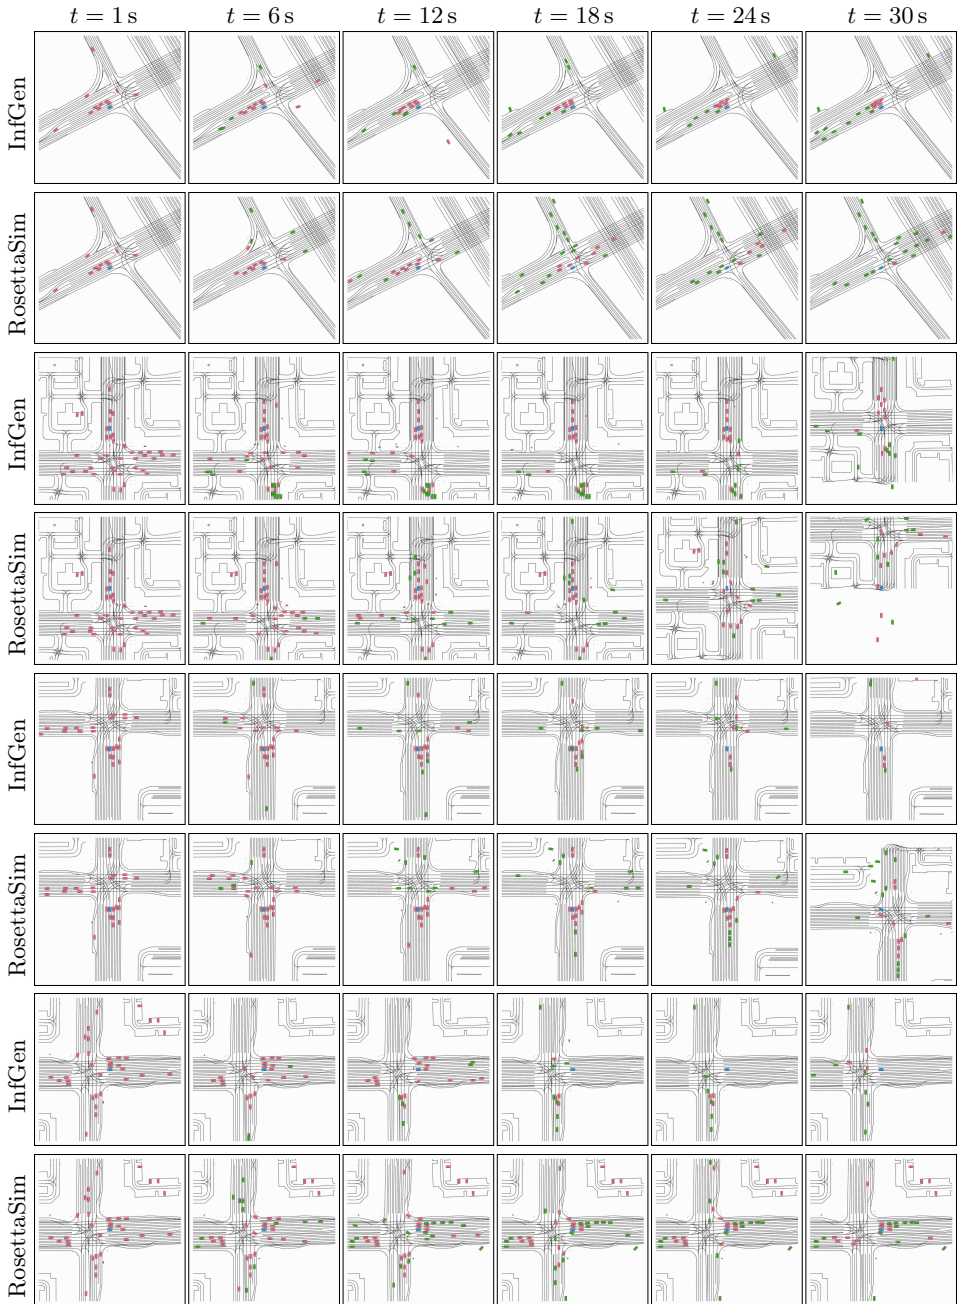 t = 1 s t = 6 s t = 12 s t = 18 s t = 24 s t = 30 s
InfGen
RosettaSim
InfGen
RosettaSim
InfGen
RosettaSim
InfGen
RosettaSim